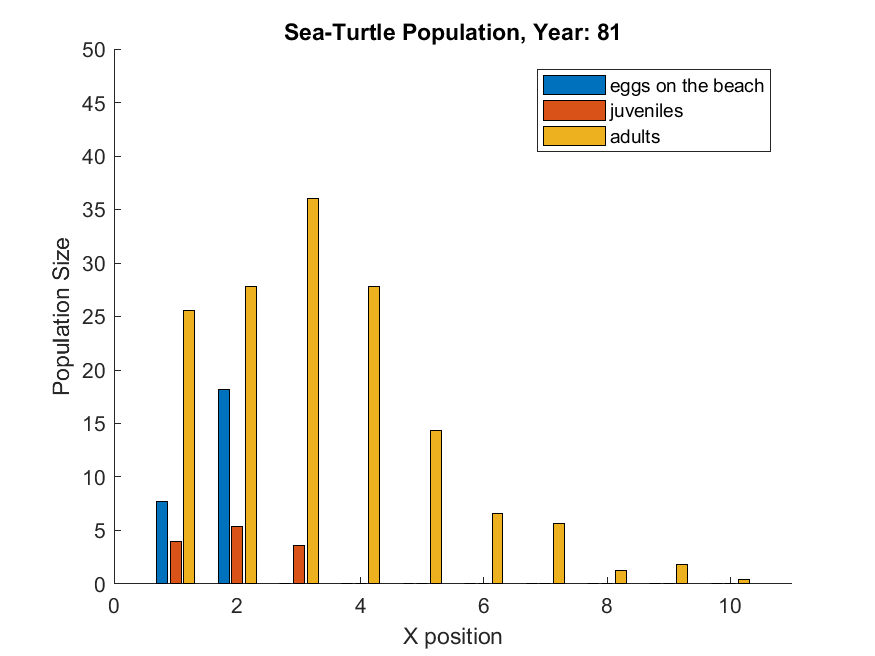 Sea-Turtle Population, Year: 81
eggs on the beach
juveniles
adults
Population Size
50
45
40
35
30
25
20
15
10
5
0
0 2 4 6 8 10
X position